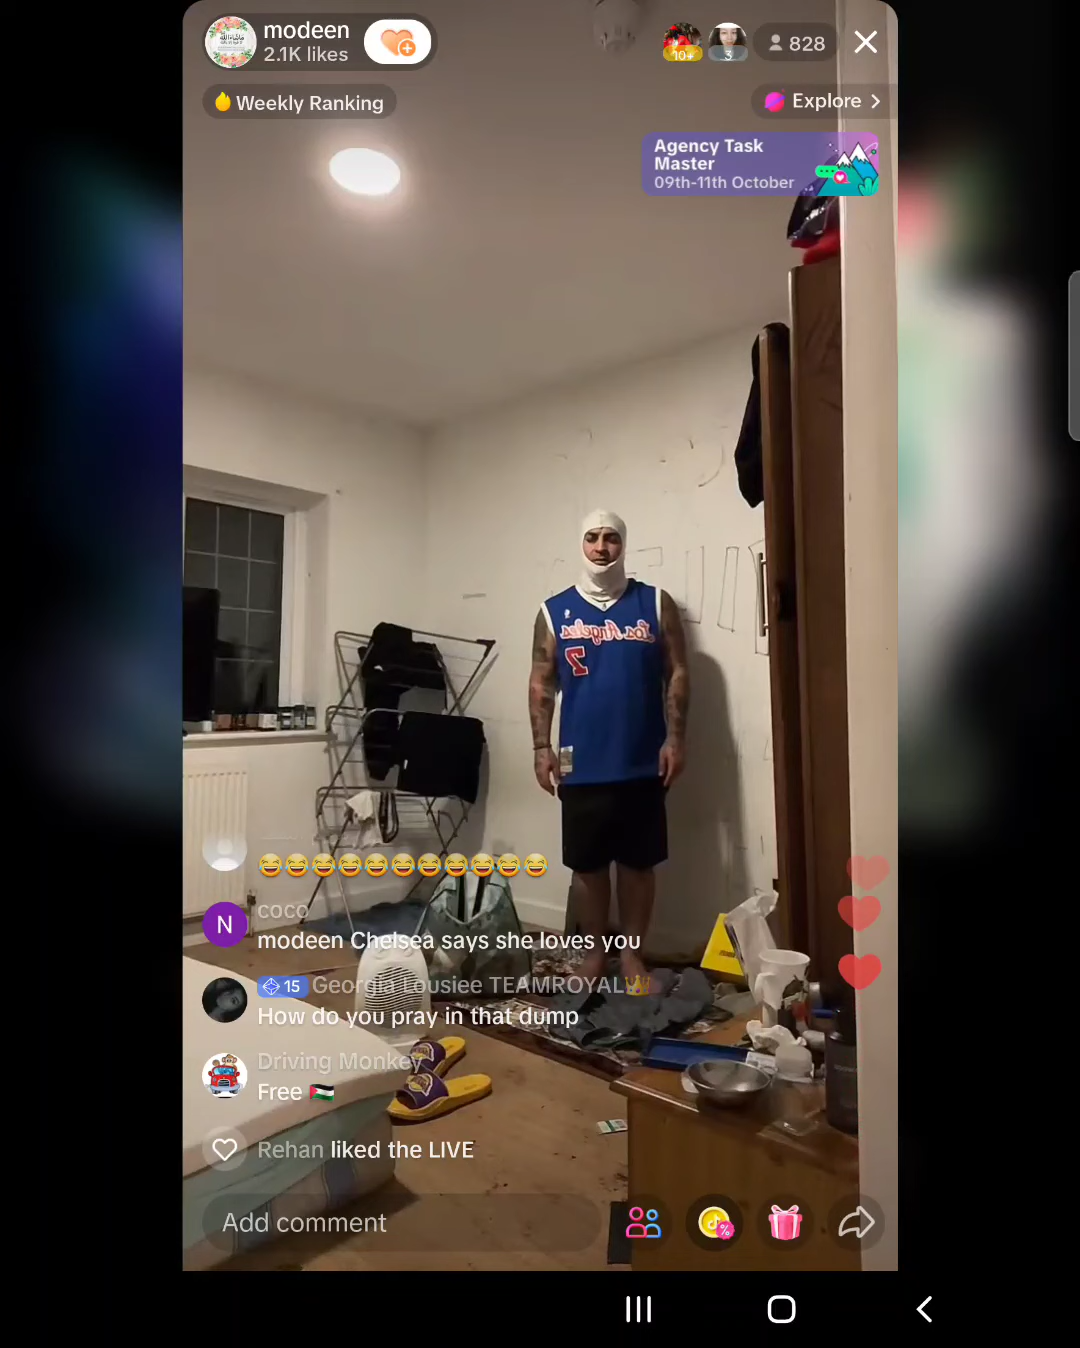 modeen
2.1K likes
10+
3
828
Weekly Ranking
Explore
Agency Task
Master
09th-11th October
Los Angeles
7
😂😂😂😂😂😂😂😂😂😂😂
N
coco
modeen Chelsea says she loves you
15 Georgia Lousiee TEAMROYAL👑
How do you pray in that dump
Driving Monkey
Free 🇵🇸
Rehan liked the LIVE
Add comment